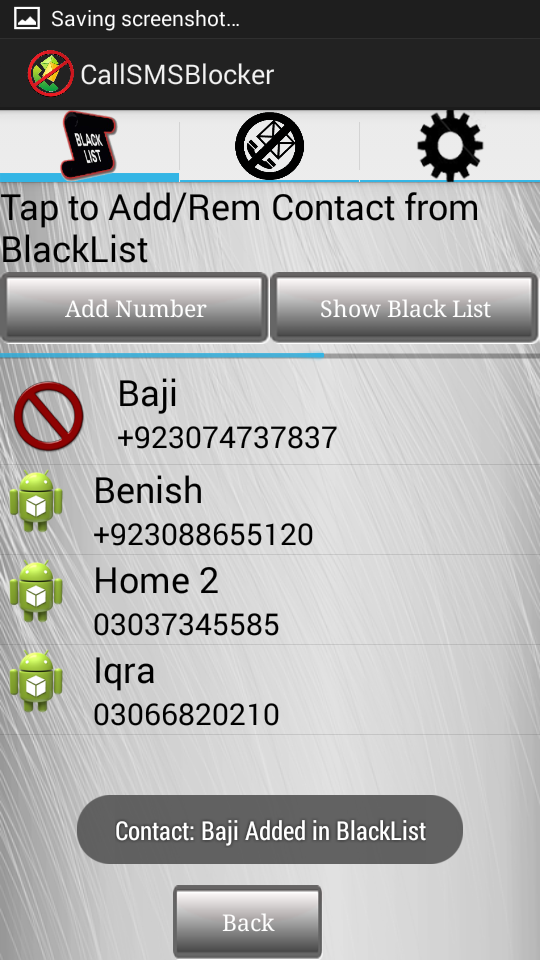 Saving screenshot...
CallSMSBlocker
BLACK
LIST
Tap to Add/Rem Contact from
BlackList
Add Number
Show Black List
Baji
+923074737837
Benish
+923088655120
Home 2
03037345585
Iqra
03066820210
Contact: Baji Added in BlackList
Back